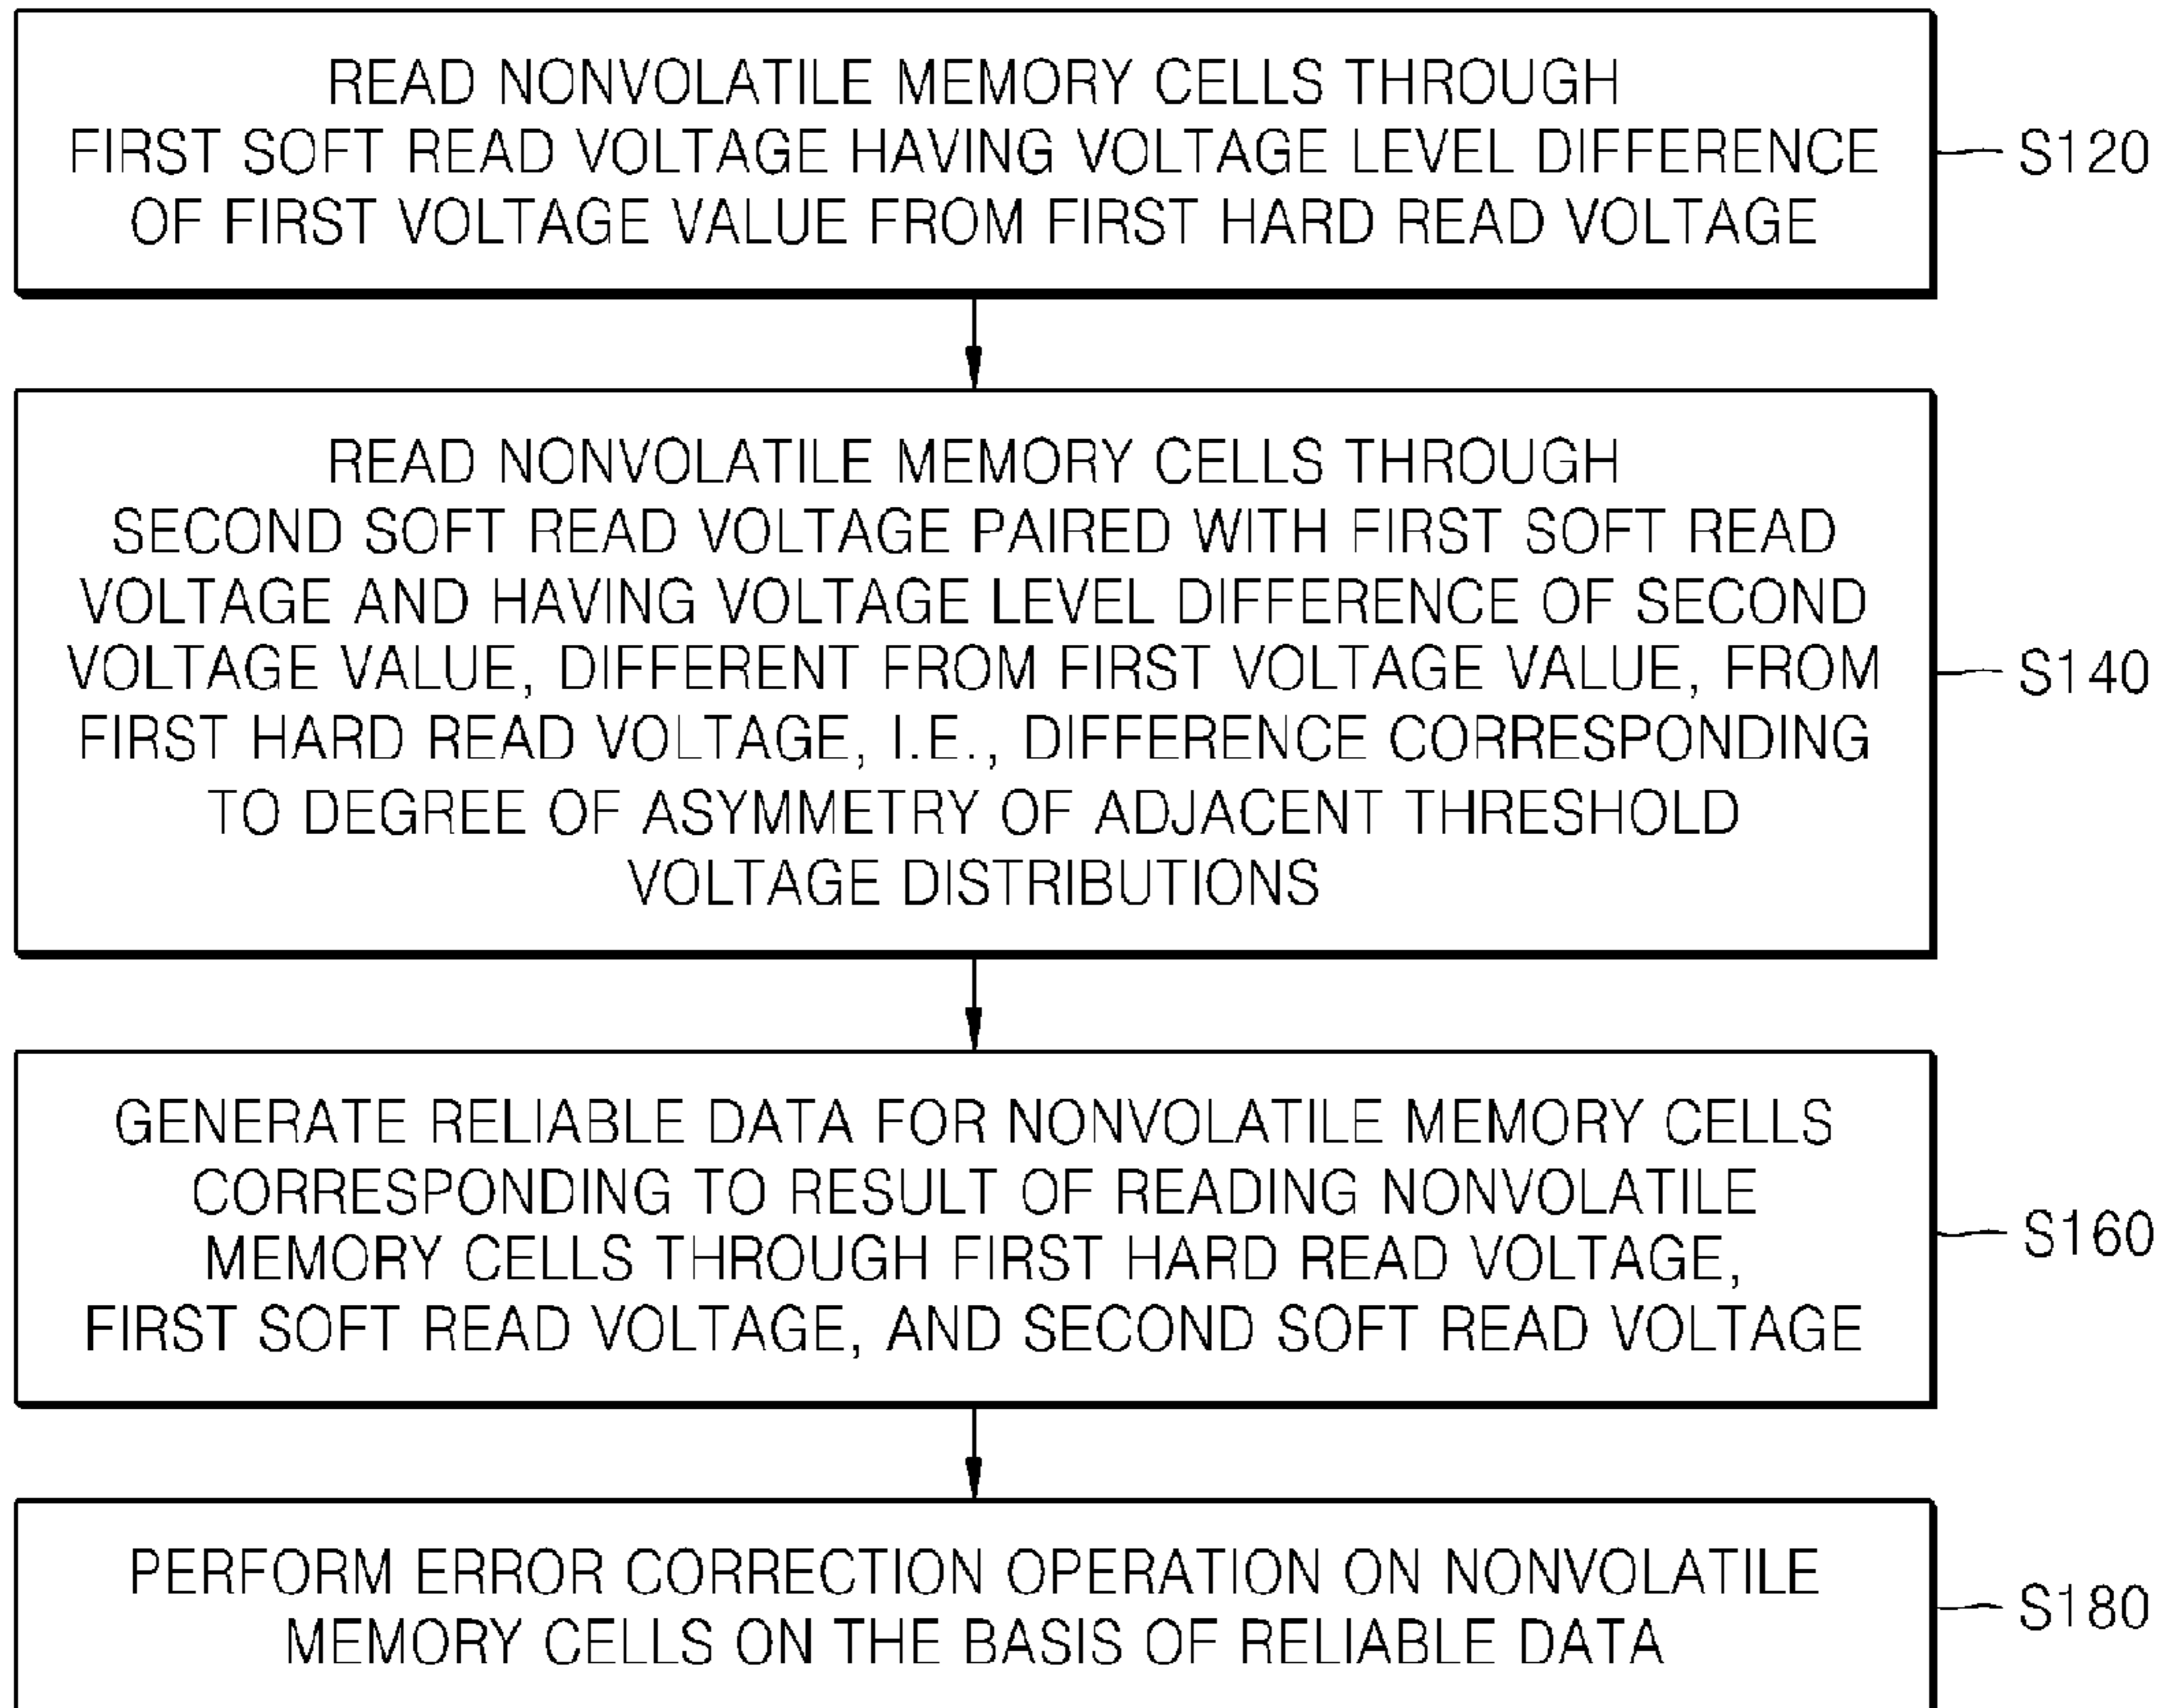 READ NONVOLATILE MEMORY CELLS THROUGH
FIRST SOFT READ VOLTAGE HAVING VOLTAGE LEVEL DIFFERENCE
OF FIRST VOLTAGE VALUE FROM FIRST HARD READ VOLTAGE
S120
READ NONVOLATILE MEMORY CELLS THROUGH
SECOND SOFT READ VOLTAGE PAIRED WITH FIRST SOFT READ
VOLTAGE AND HAVING VOLTAGE LEVEL DIFFERENCE OF SECOND
VOLTAGE VALUE, DIFFERENT FROM FIRST VOLTAGE VALUE, FROM
FIRST HARD READ VOLTAGE, I.E., DIFFERENCE CORRESPONDING
TO DEGREE OF ASYMMETRY OF ADJACENT THRESHOLD
VOLTAGE DISTRIBUTIONS
S140
GENERATE RELIABLE DATA FOR NONVOLATILE MEMORY CELLS
CORRESPONDING TO RESULT OF READING NONVOLATILE
MEMORY CELLS THROUGH FIRST HARD READ VOLTAGE,
FIRST SOFT READ VOLTAGE, AND SECOND SOFT READ VOLTAGE
S160
PERFORM ERROR CORRECTION OPERATION ON NONVOLATILE
MEMORY CELLS ON THE BASIS OF RELIABLE DATA
S180